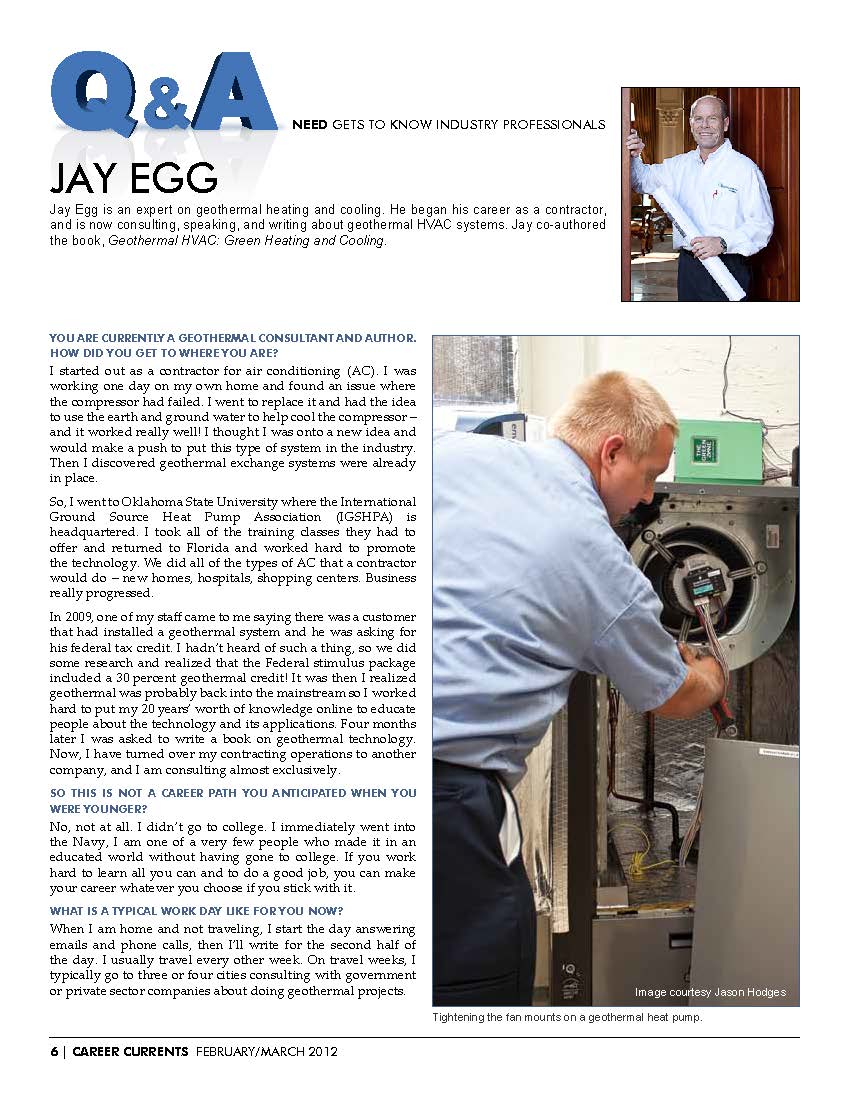 Q & A
NEED GETS TO KNOW INDUSTRY PROFESSIONALS
JAY EGG
Jay Egg is an expert on geothermal heating and cooling. He began his career as a contractor,
and is now consulting, speaking, and writing about geothermal HVAC systems. Jay co-authored
the book, Geothermal HVAC: Green Heating and Cooling.
YOU ARE CURRENTLY A GEOTHERMAL CONSULTANT AND AUTHOR.
HOW DID YOU GET TO WHERE YOU ARE?
I started out as a contractor for air conditioning (AC). I was
working one day on my own home and found an issue where
the compressor had failed. I went to replace it and had the idea
to use the earth and ground water to help cool the compressor –
and it worked really well! I thought I was onto a new idea and
would make a push to put this type of system in the industry.
Then I discovered geothermal exchange systems were already
in place.
So, I went to Oklahoma State University where the International
Ground Source Heat Pump Association (IGSHPA) is
headquartered. I took all of the training classes they had to
offer and returned to Florida and worked hard to promote
the technology. We did all of the types of AC that a contractor
would do – new homes, hospitals, shopping centers. Business
really progressed.
In 2009, one of my staff came to me saying there was a customer
that had installed a geothermal system and he was asking for
his federal tax credit. I hadn't heard of such a thing, so we did
some research and realized that the Federal stimulus package
included a 30 percent geothermal credit! It was then I realized
geothermal was probably back into the mainstream so I worked
hard to put my 20 years' worth of knowledge online to educate
people about the technology and its applications. Four months
later I was asked to write a book on geothermal technology.
Now, I have turned over my contracting operations to another
company, and I am consulting almost exclusively.
SO THIS IS NOT A CAREER PATH YOU ANTICIPATED WHEN YOU
WERE YOUNGER?
No, not at all. I didn't go to college. I immediately went into
the Navy, I am one of a very few people who made it in an
educated world without having gone to college. If you work
hard to learn all you can and to do a good job, you can make
your career whatever you choose if you stick with it.
WHAT IS A TYPICAL WORK DAY LIKE FOR YOU NOW?
When I am home and not traveling, I start the day answering
emails and phone calls, then I'll write for the second half of
the day. I usually travel every other week. On travel weeks, I
typically go to three or four cities consulting with government
or private sector companies about doing geothermal projects.
THE
GREEN
ZONE
Image courtesy Jason Hodges
Tightening the fan mounts on a geothermal heat pump.
6 | CAREER CURRENTS FEBRUARY/MARCH 2012